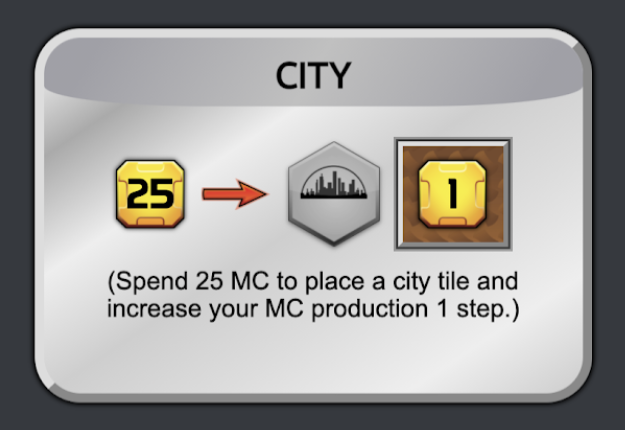 CITY
25
1
(Spend 25 MC to place a city tile and
increase your MC production 1 step.)